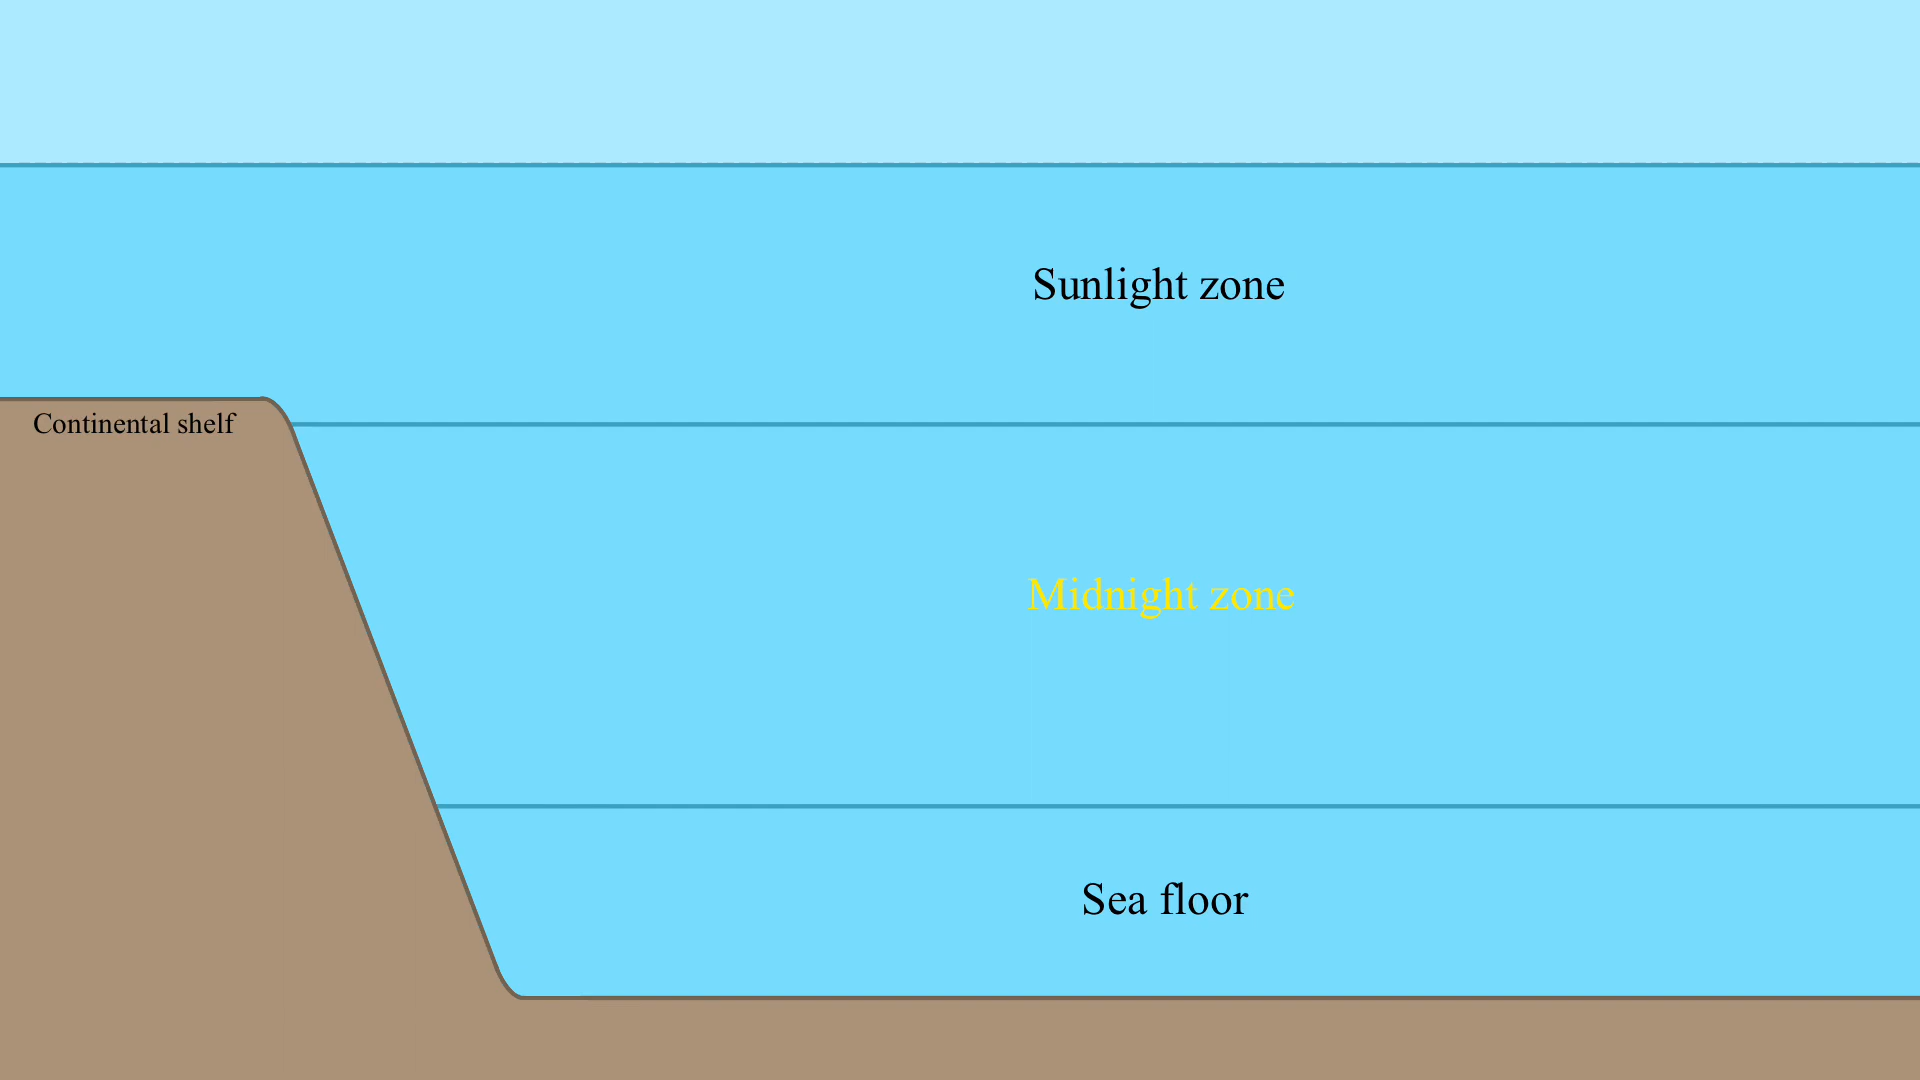 Sunlight zone
Continental shelf
Midnight zone
Sea floor